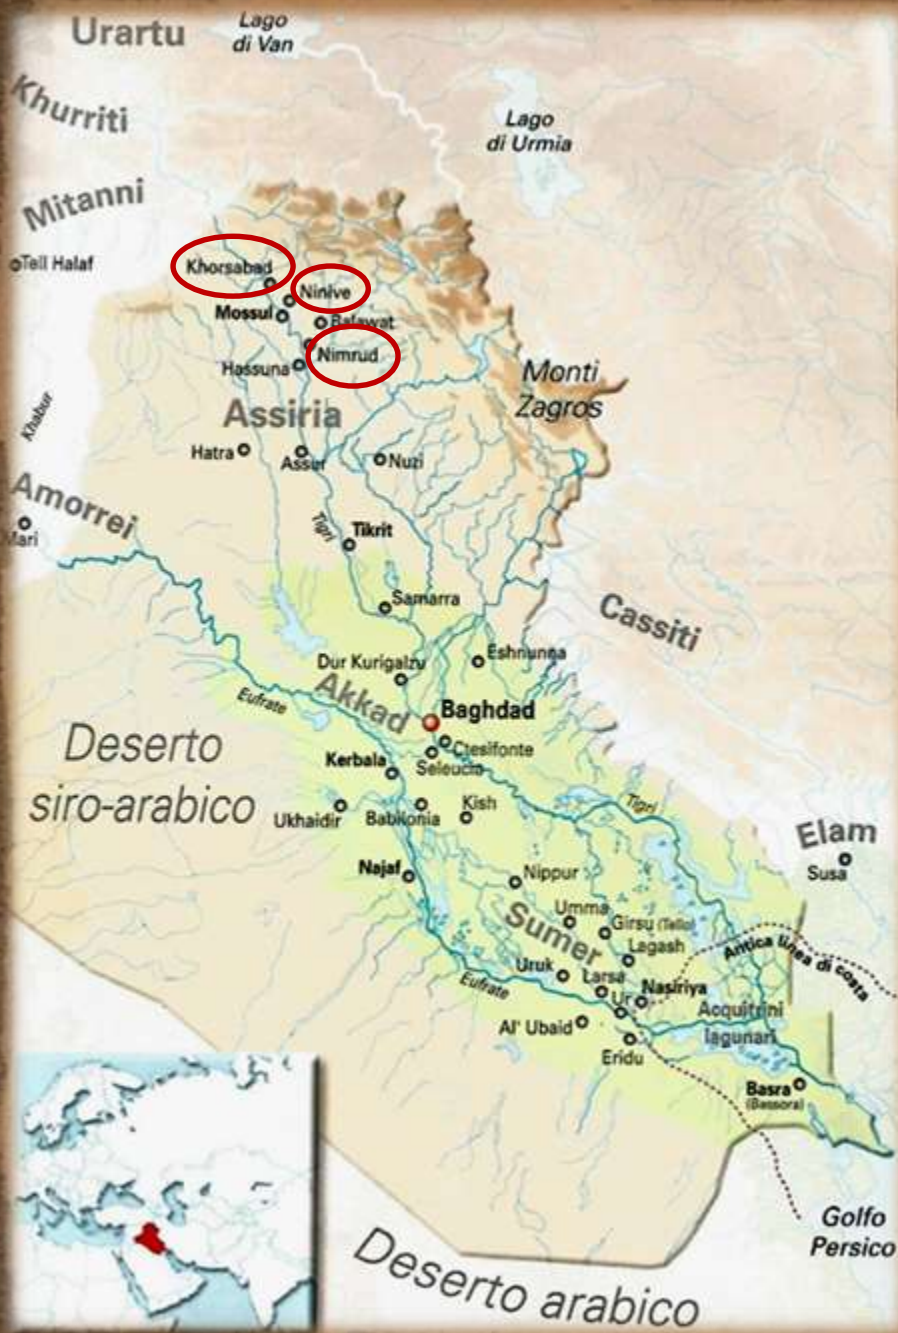 Urartu
Lago
di Van
Khurriti
Lago
di Urmia
Mitanni
Tell Halaf
Khorsabad
Ninive
Mossul
Balawat
Nimrud
Hassuna
Monti
Zagros
Khabur
Assiria
Hatra
Assur
Nuzi
Amorrei
Mari
Tigri
Tikrit
Samarra
Cassiti
Eshnunna
Dur Kurigalzu
Akkad
Eufrate
Baghdad
Ctesifonte
Seleucia
Deserto
siro-arabico
Kerbala
Ukhaidir
Babilonia
Kish
Tigri
Elam
Susa
Najaf
Nippur
Umma
Girsu (Tello)
Sumer
Lagash
Antica linea di costa
Uruk
Larsa
Nasiriya
Eufrate
Ur
Acquitrini
lagunari
Al' Ubaid
Eridu
Basra
(Bassora)
Golfo
Persico
Deserto arabico